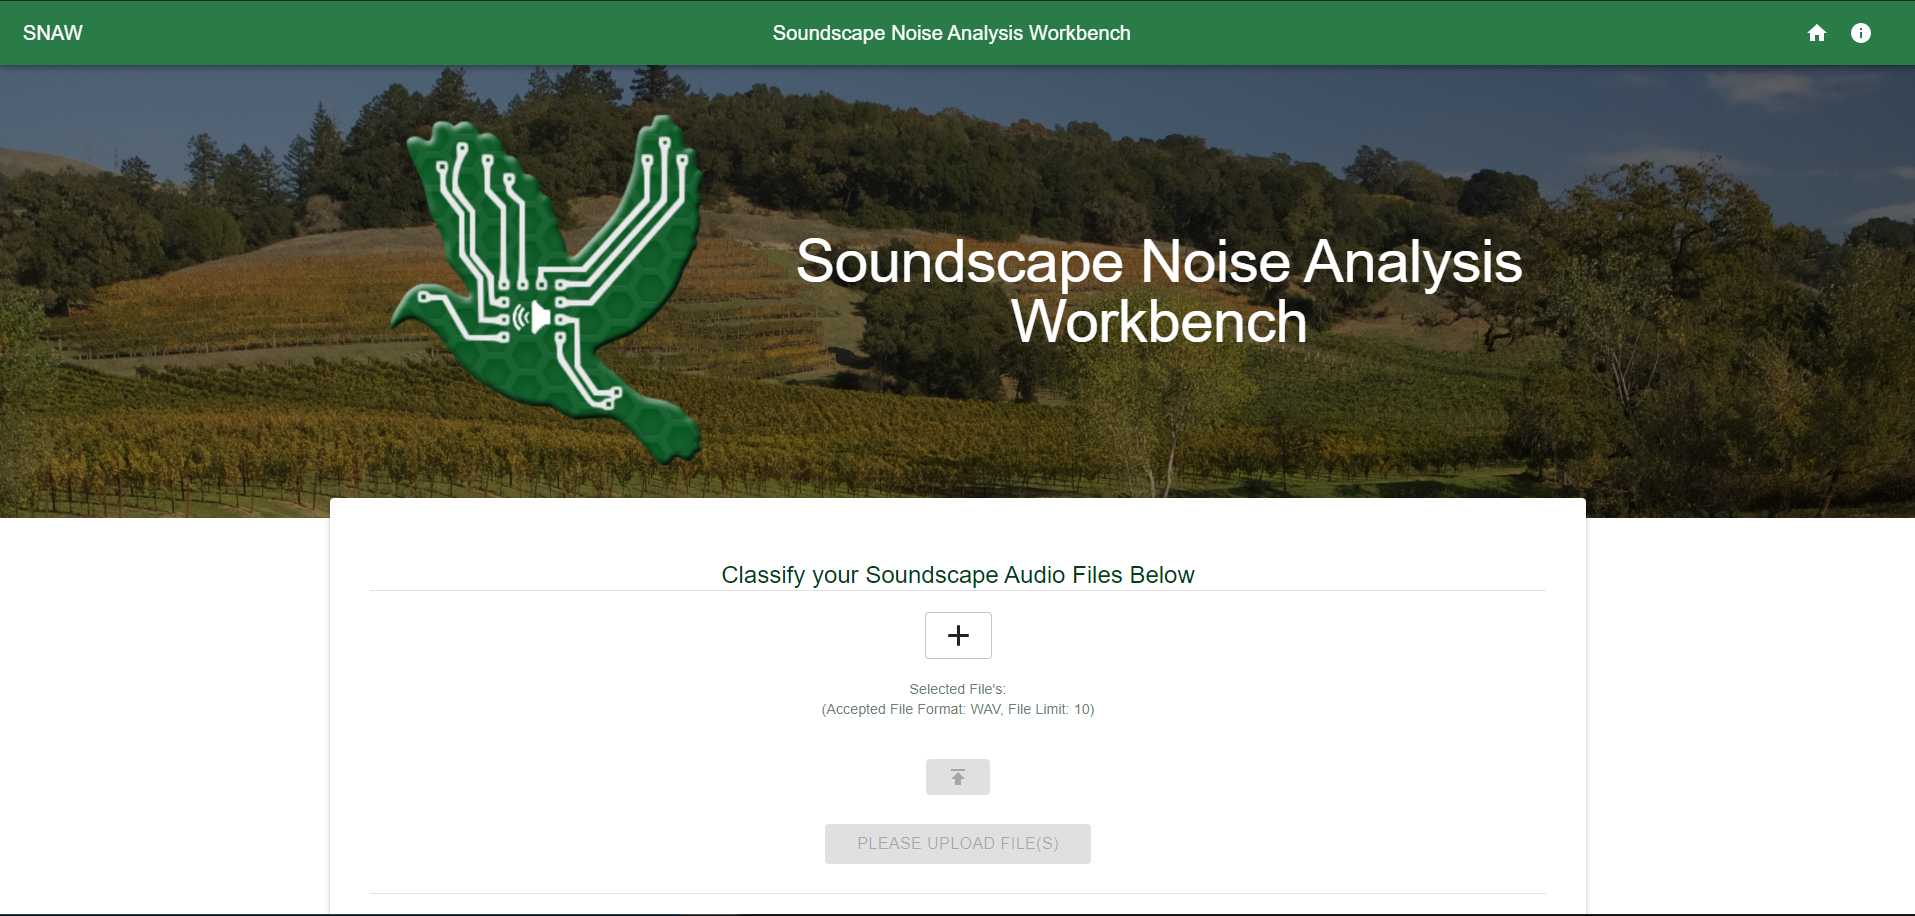 SNAW
Soundscape Noise Analysis Workbench
Soundscape Noise Analysis
Workbench
Classify your Soundscape Audio Files Below
Selected File's:
(Accepted File Format: WAV, File Limit: 10)
PLEASE UPLOAD FILE(S)